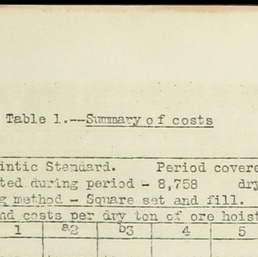 Table 1.--Summary of costs
intic Standard. Period covere
ted during period - 8,758 dry
g method - Square set and fill.
nd costs per dry ton of ore hoist
1 a2 b3 4 5